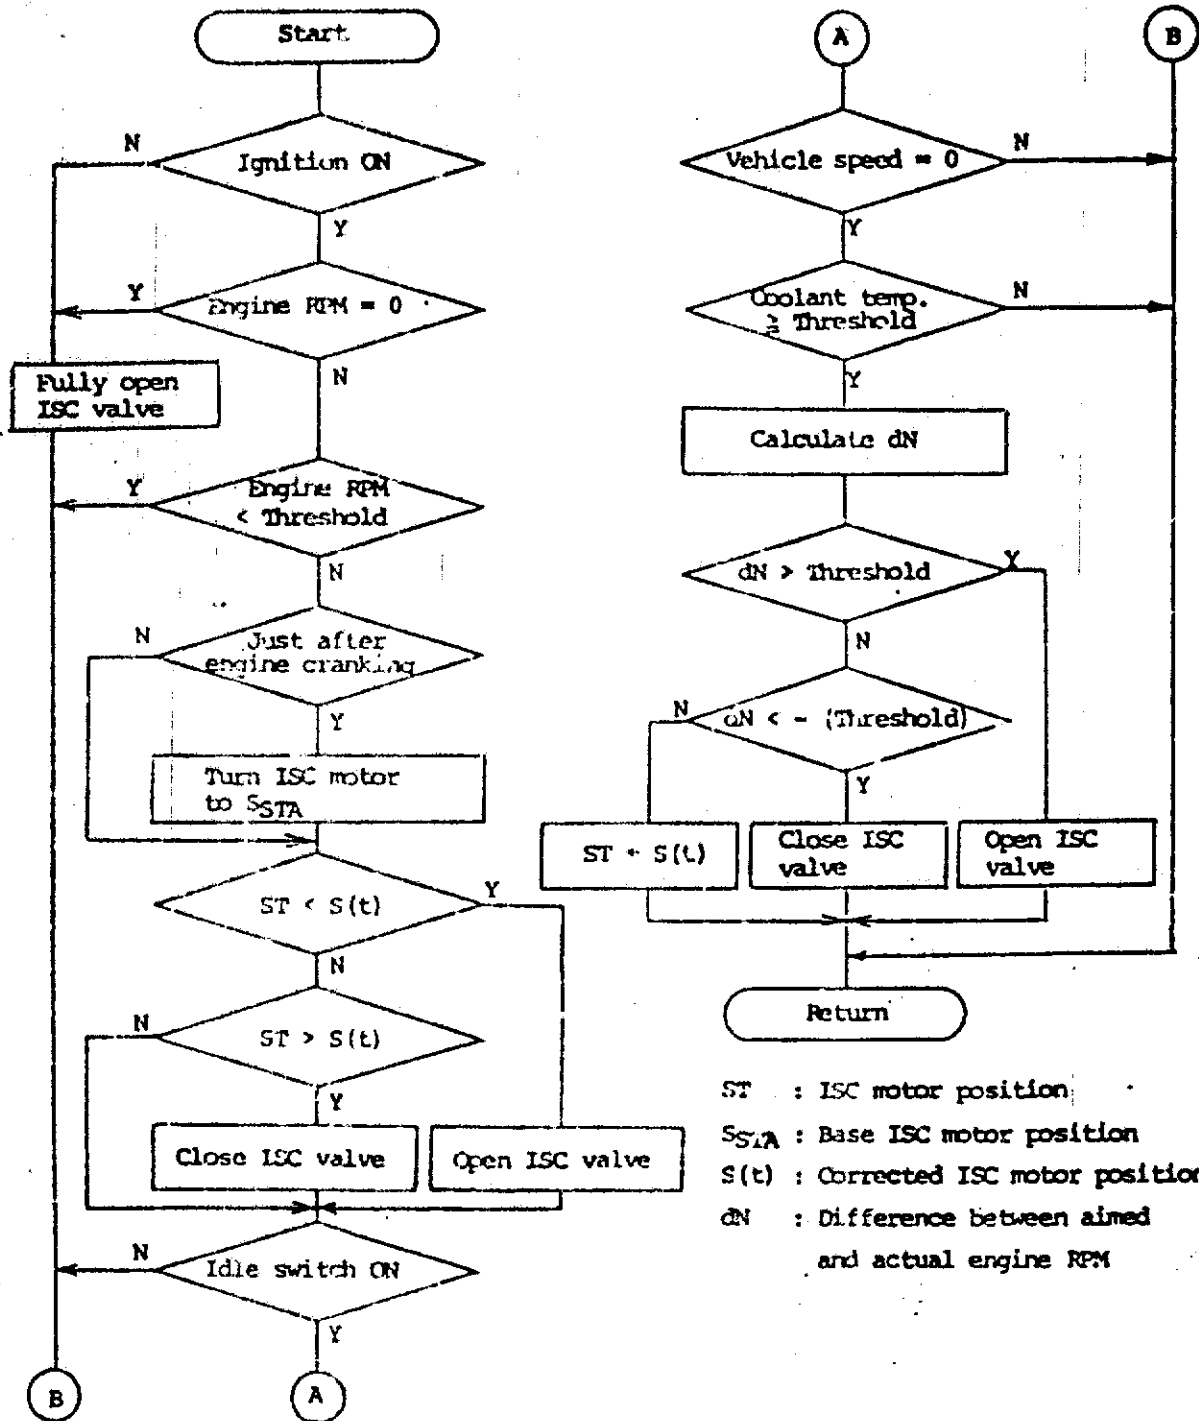 Start
N
Ignition ON
Y
Y
Engine RPM = 0
N
Fully open
ISC valve
Y
Engine RPM
< Threshold
N
N
Just after
engine cranking
Y
Turn ISC motor
to SSTA
ST < S(t)
Y
N
N
ST > S(t)
Y
Close ISC valve
Open ISC valve
N
Idle switch ON
Y
B
A
A
B
Vehicle speed = 0
N
Y
Coolant temp.
≧ Threshold
N
Y
Calculate dN
dN > Threshold
Y
N
N
dN < - (Threshold)
Y
ST ← S(t)
Close ISC
valve
Open ISC
valve
Return
ST : ISC motor position
SSTA : Base ISC motor position
S(t) : Corrected ISC motor position
dN : Difference between aimed
and actual engine RPM